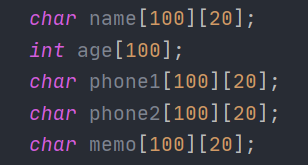 char name[100][20];
int age[100];
char phone1[100][20];
char phone2[100][20];
char memo[100][20];